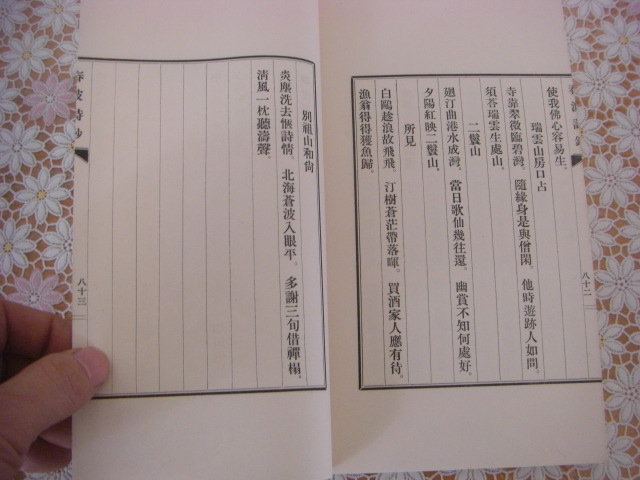 使我佛心容易生。
瑞雲山房口占
寺靠翠微臨碧灣。隨緣身是與僧閑。他時遊跡人如問。
須荅瑞雲生處山。
二鬟山
廻汀曲港水成灣。當日歌仙幾往還。幽賞不知何處好。
夕陽紅映二鬟山。
所見
白鷗趁浪故飛飛。汀樹蒼茫帶落暉。買酒家人應有待。
漁翁得得獲魚歸。
八十二
別祖山和尙
炎塵洗去愜詩情。北海蒼波入眼平。多謝三旬借禪榻。
清風一枕聽濤聲。
八十三